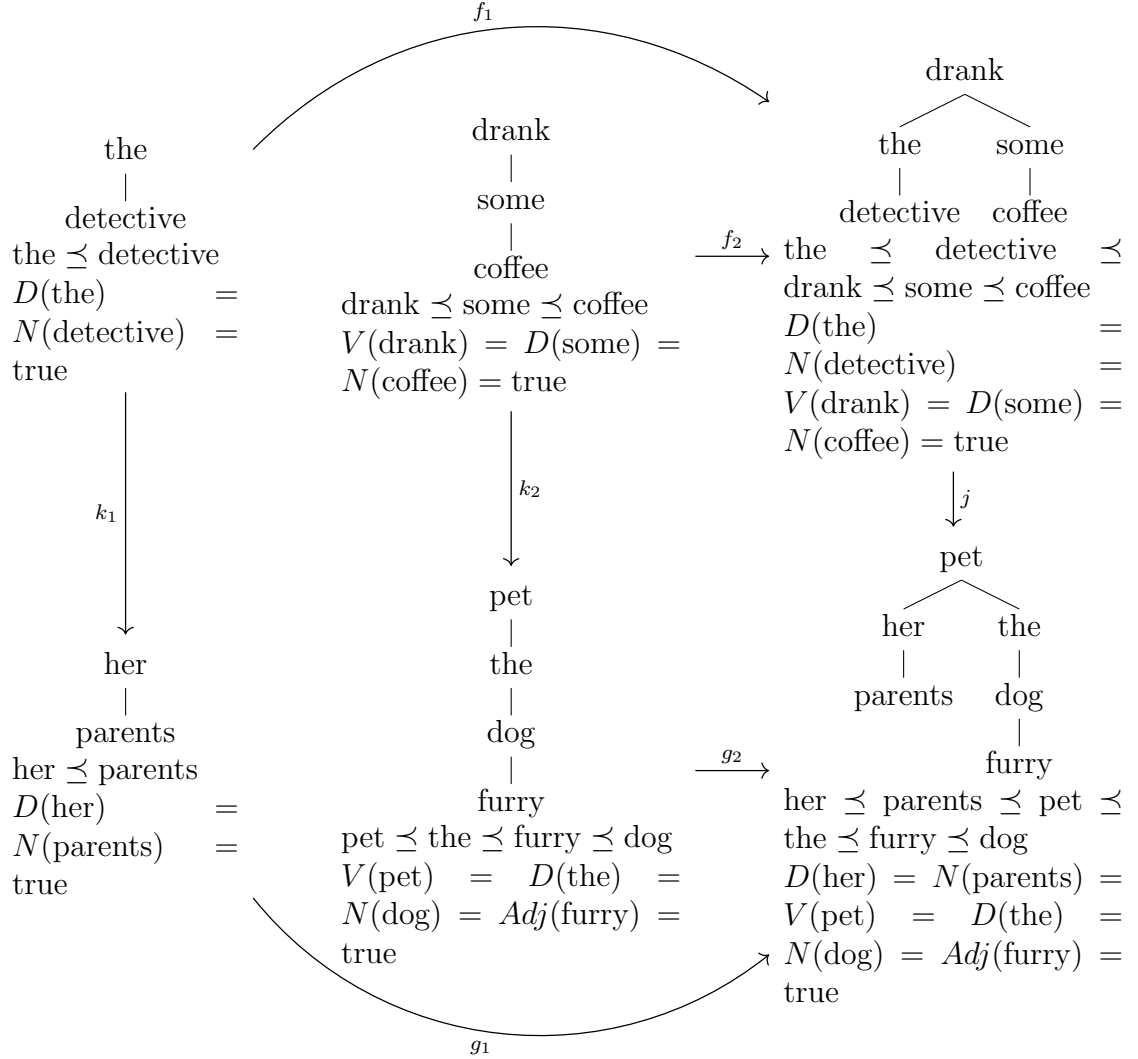 f₁
the
detective
the ⪯ detective
D(the) =
N(detective) =
true
drank
some
coffee
drank ⪯ some ⪯ coffee
V(drank) = D(some) =
N(coffee) = true
f₂
drank
the some
detective coffee
the ⪯ detective ⪯
drank ⪯ some ⪯ coffee
D(the) =
N(detective) =
V(drank) = D(some) =
N(coffee) = true
k₁
k₂
j
her
parents
her ⪯ parents
D(her) =
N(parents) =
true
pet
the
dog
furry
pet ⪯ the ⪯ furry ⪯ dog
V(pet) = D(the) =
N(dog) = Adj(furry) =
true
g₂
pet
her the
parents dog
furry
her ⪯ parents ⪯ pet ⪯
the ⪯ furry ⪯ dog
D(her) = N(parents) =
V(pet) = D(the) =
N(dog) = Adj(furry) =
true
g₁